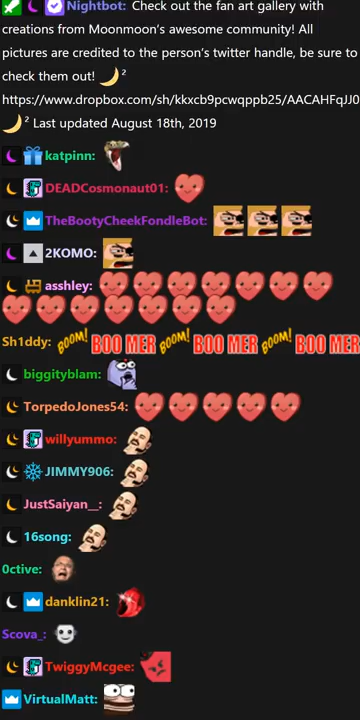 Nightbot: Check out the fan art gallery with
creations from Moonmoon's awesome community! All
pictures are credited to the person's twitter handle, be sure to
check them out! 🌙²
https://www.dropbox.com/sh/kkxcb9pcwqppb25/AACAHFqJJ0
🌙² Last updated August 18th, 2019
katpinn:
DEADCosmonaut01:
TheBootyCheekFondleBot:
2KOMO:
asshley:
Sh1ddy: BOOM! BOO MER BOOM! BOO MER BOOM! BOO MER
biggityblam:
TorpedoJones54:
willyummo:
JIMMY906:
JustSaiyan__:
16song:
0ctive:
danklin21:
Scova_:
TwiggyMcgee:
VirtualMatt: